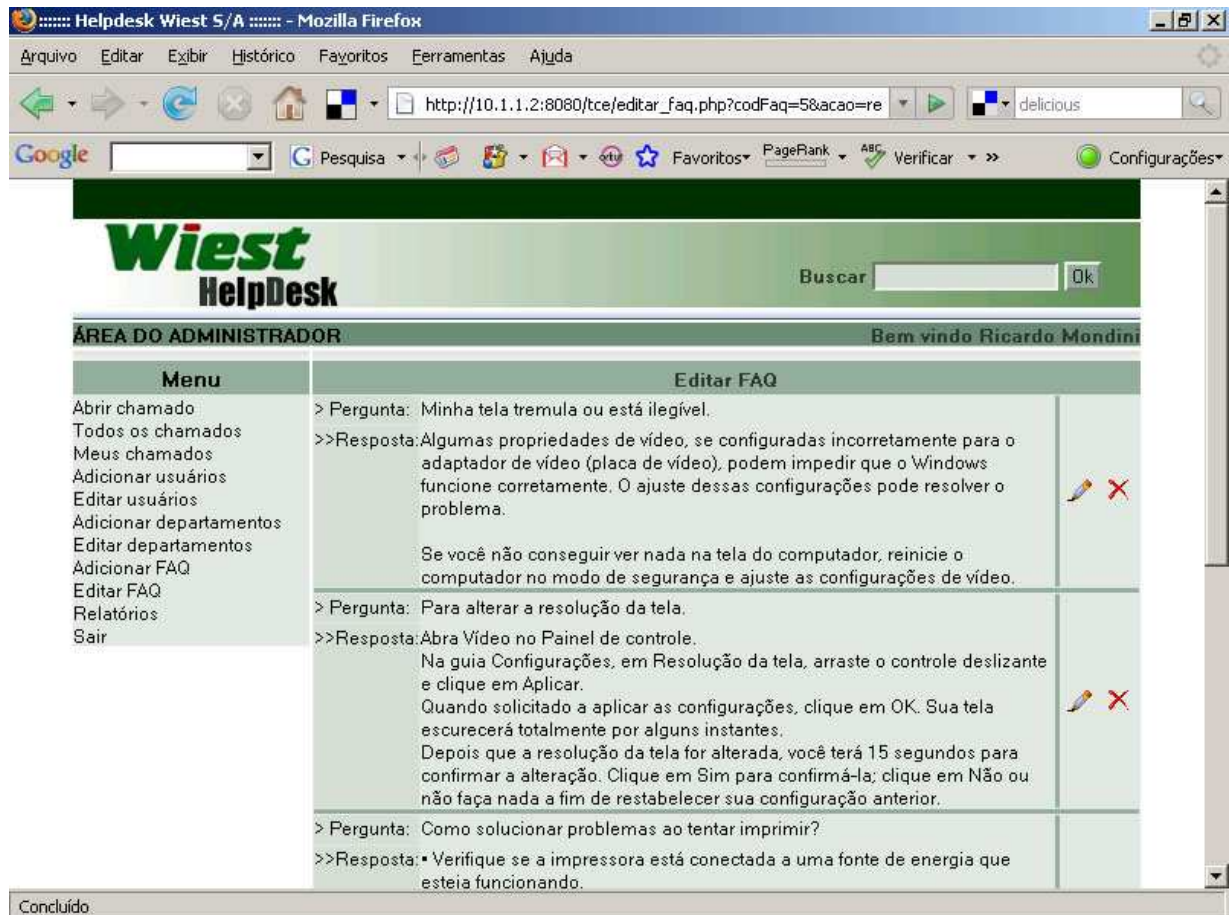 :::::: Helpdesk Wiest S/A :::::: - Mozilla Firefox
Arquivo Editar Exibir Histórico Favoritos Ferramentas Ajuda
http://10.1.1.2:8080/tce/editar_faq.php?codFaq=5&acao=re delicious
Google Pesquisa Favoritos PageRank ABC Verificar » Configurações
Wiest
HelpDesk
Buscar Ok
ÁREA DO ADMINISTRADOR Bem vindo Ricardo Mondini
Menu
Abrir chamado
Todos os chamados
Meus chamados
Adicionar usuários
Editar usuários
Adicionar departamentos
Editar departamentos
Adicionar FAQ
Editar FAQ
Relatórios
Sair
Editar FAQ
> Pergunta: Minha tela tremula ou está ilegível.
>>Resposta: Algumas propriedades de vídeo, se configuradas incorretamente para o
adaptador de vídeo (placa de vídeo), podem impedir que o Windows
funcione corretamente. O ajuste dessas configurações pode resolver o
problema.
Se você não conseguir ver nada na tela do computador, reinicie o
computador no modo de segurança e ajuste as configurações de vídeo.
> Pergunta: Para alterar a resolução da tela.
>>Resposta: Abra Vídeo no Painel de controle.
Na guia Configurações, em Resolução da tela, arraste o controle deslizante
e clique em Aplicar.
Quando solicitado a aplicar as configurações, clique em OK. Sua tela
escurecerá totalmente por alguns instantes.
Depois que a resolução da tela for alterada, você terá 15 segundos para
confirmar a alteração. Clique em Sim para confirmá-la; clique em Não ou
não faça nada a fim de restabelecer sua configuração anterior.
> Pergunta: Como solucionar problemas ao tentar imprimir?
>>Resposta: • Verifique se a impressora está conectada a uma fonte de energia que
esteja funcionando.
Concluído